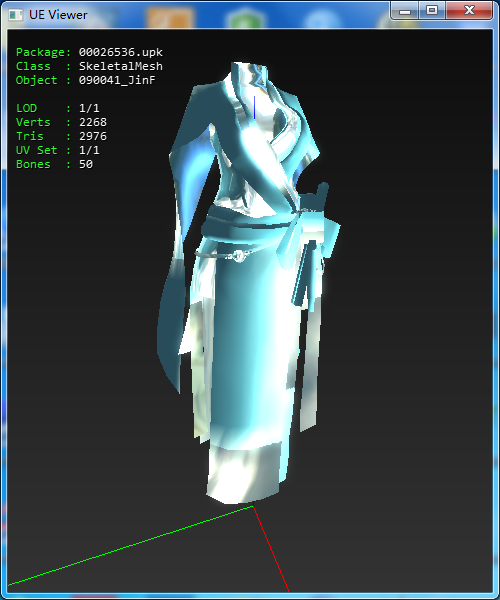 UE Viewer
Package: 00026536.upk
Class  : SkeletalMesh
Object : 090041_JinF
LOD    : 1/1
Verts  : 2268
Tris   : 2976
UV Set : 1/1
Bones  : 50